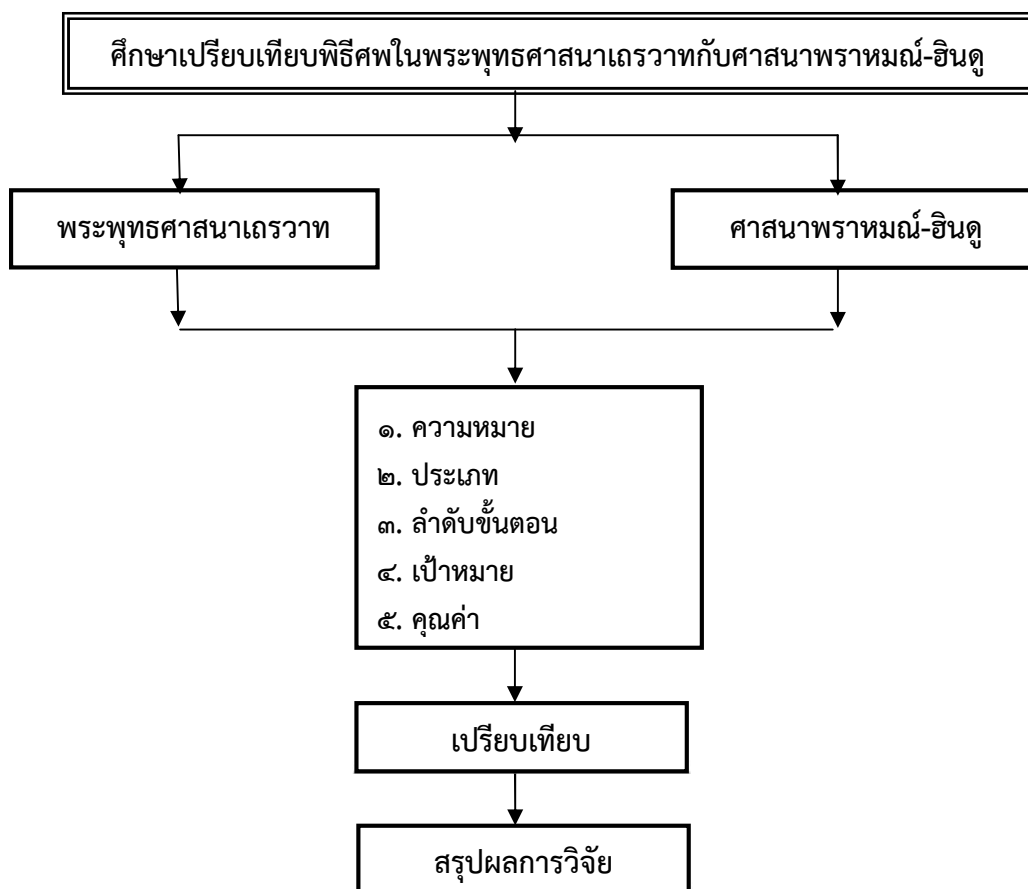 ศึกษาเปรียบเทียบพิธีศพในพระพุทธศาสนาเถรวาทกับศาสนาพราหมณ์-ฮินดู
พระพุทธศาสนาเถรวาท
ศาสนาพราหมณ์-ฮินดู
๑. ความหมาย
๒. ประเภท
๓. ลำดับขั้นตอน
๔. เป้าหมาย
๕. คุณค่า
เปรียบเทียบ
สรุปผลการวิจัย